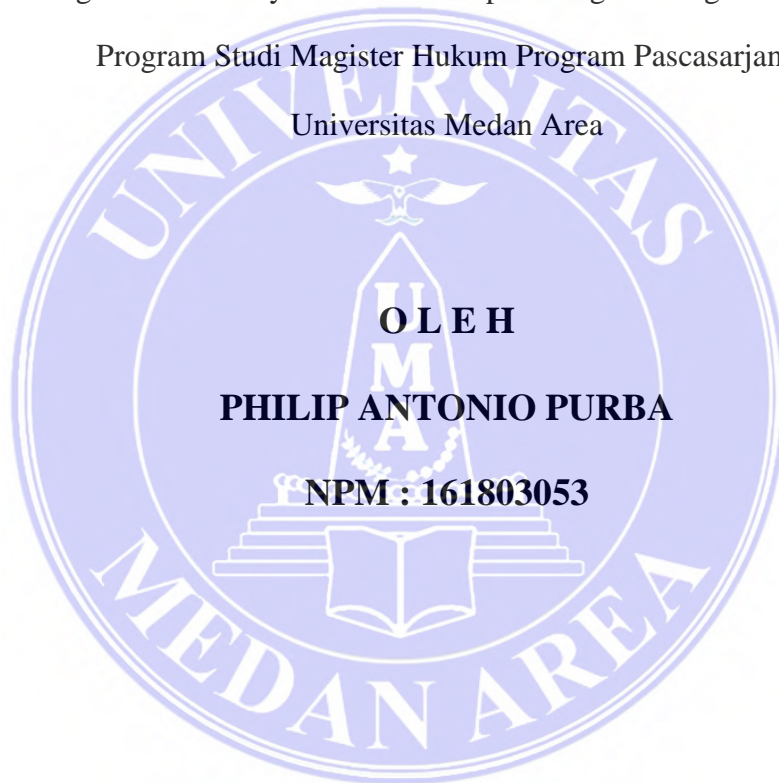 Program Studi Magister Hukum Program Pascasarjan
Universitas Medan Area
UNIVERSITAS
O L E H
PHILIP ANTONIO PURBA
NPM : 161803053
U
M
A
MEDAN AREA